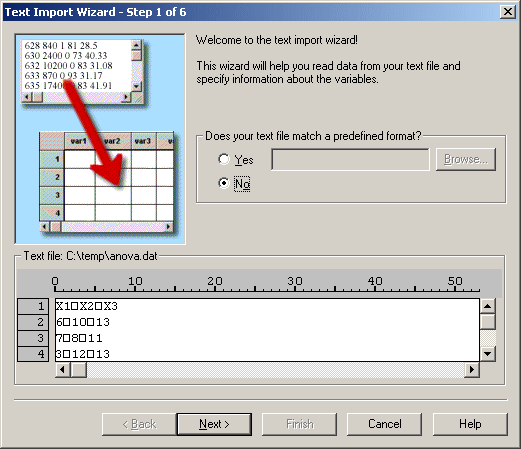 Text Import Wizard - Step 1 of 6
628 840 1 81 28.5
630 2400 0 73 40.33
632 10200 0 83 31.08
633 870 0 93 31.17
635 1740 83 41.91
var1 var2 var3 v
1
2
3
4
Welcome to the text import wizard!
This wizard will help you read data from your text file and
specify information about the variables.
Does your text file match a predefined format?
Yes
Browse...
No
Text file: C:\temp\anova.dat
0 10 20 30 40 50
1 X1□X2□X3
2 6□10□13
3 7□8□11
4 3□12□13
< Back Next > Finish Cancel Help